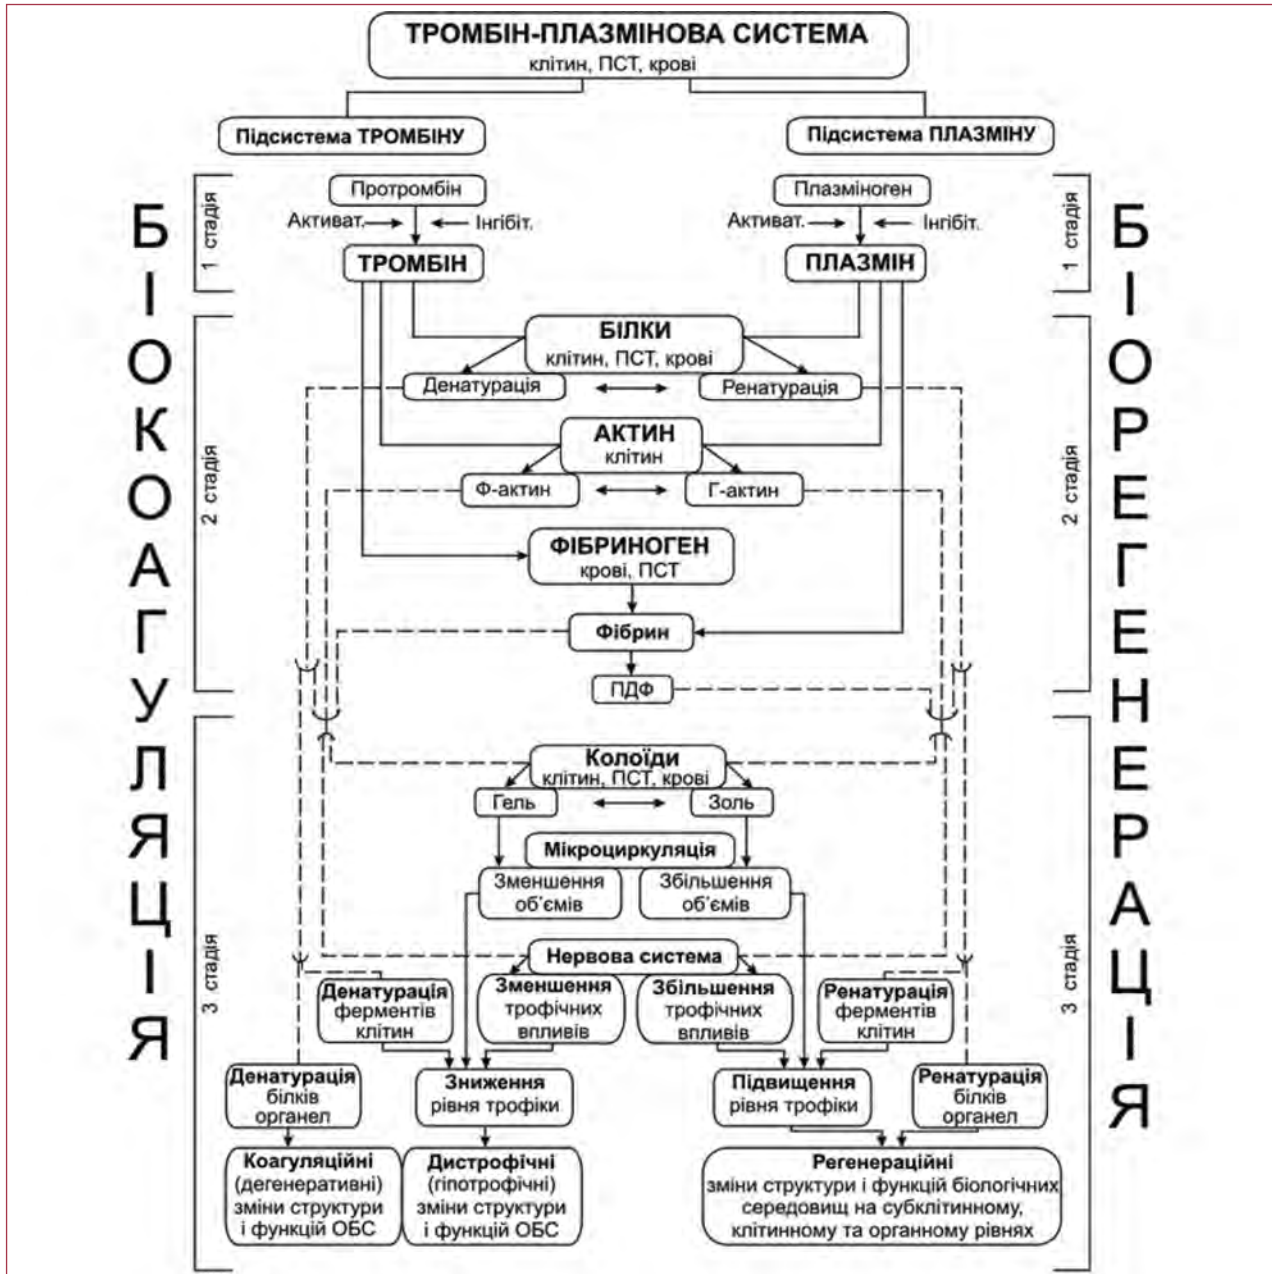 ТРОМБІН-ПЛАЗМІНОВА СИСТЕМА
клітин, ПСТ, крові
Підсистема ТРОМБІНУ
Підсистема ПЛАЗМІНУ
БІОКОАГУЛЯЦІЯ
БІОРЕГЕНЕРАЦІЯ
1 стадія
1 стадія
Протромбін
Плазміноген
Активат.
Інгібіт.
Активат.
Інгібіт.
ТРОМБІН
ПЛАЗМІН
2 стадія
2 стадія
БІЛКИ
клітин, ПСТ, крові
Денатурація
Ренатурація
АКТИН
клітин
Ф-актин
Г-актин
ФІБРИНОГЕН
крові, ПСТ
Фібрин
ПДФ
3 стадія
3 стадія
Колоїди
клітин, ПСТ, крові
Гель
Золь
Мікроциркуляція
Зменшення
об’ємів
Збільшення
об’ємів
Нервова система
Денатурація
ферментів
клітин
Зменшення
трофічних
впливів
Збільшення
трофічних
впливів
Ренатурація
ферментів
клітин
Денатурація
білків
органел
Зниження
рівня трофіки
Підвищення
рівня трофіки
Ренатурація
білків
органел
Коагуляційні
(дегенеративні)
зміни структури
і функцій ОБС
Дистрофічні
(гіпотрофічні)
зміни структури
і функцій ОБС
Регенераційні
зміни структури і функцій біологічних
середовищ на субклітинному,
клітинному та органному рівнях